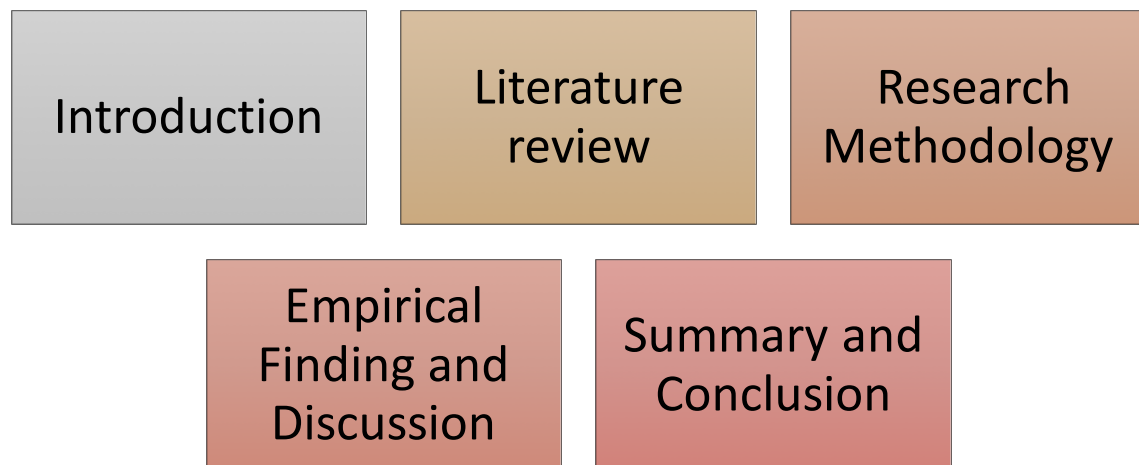 Introduction
Literature
review
Research
Methodology
Empirical
Finding and
Discussion
Summary and
Conclusion